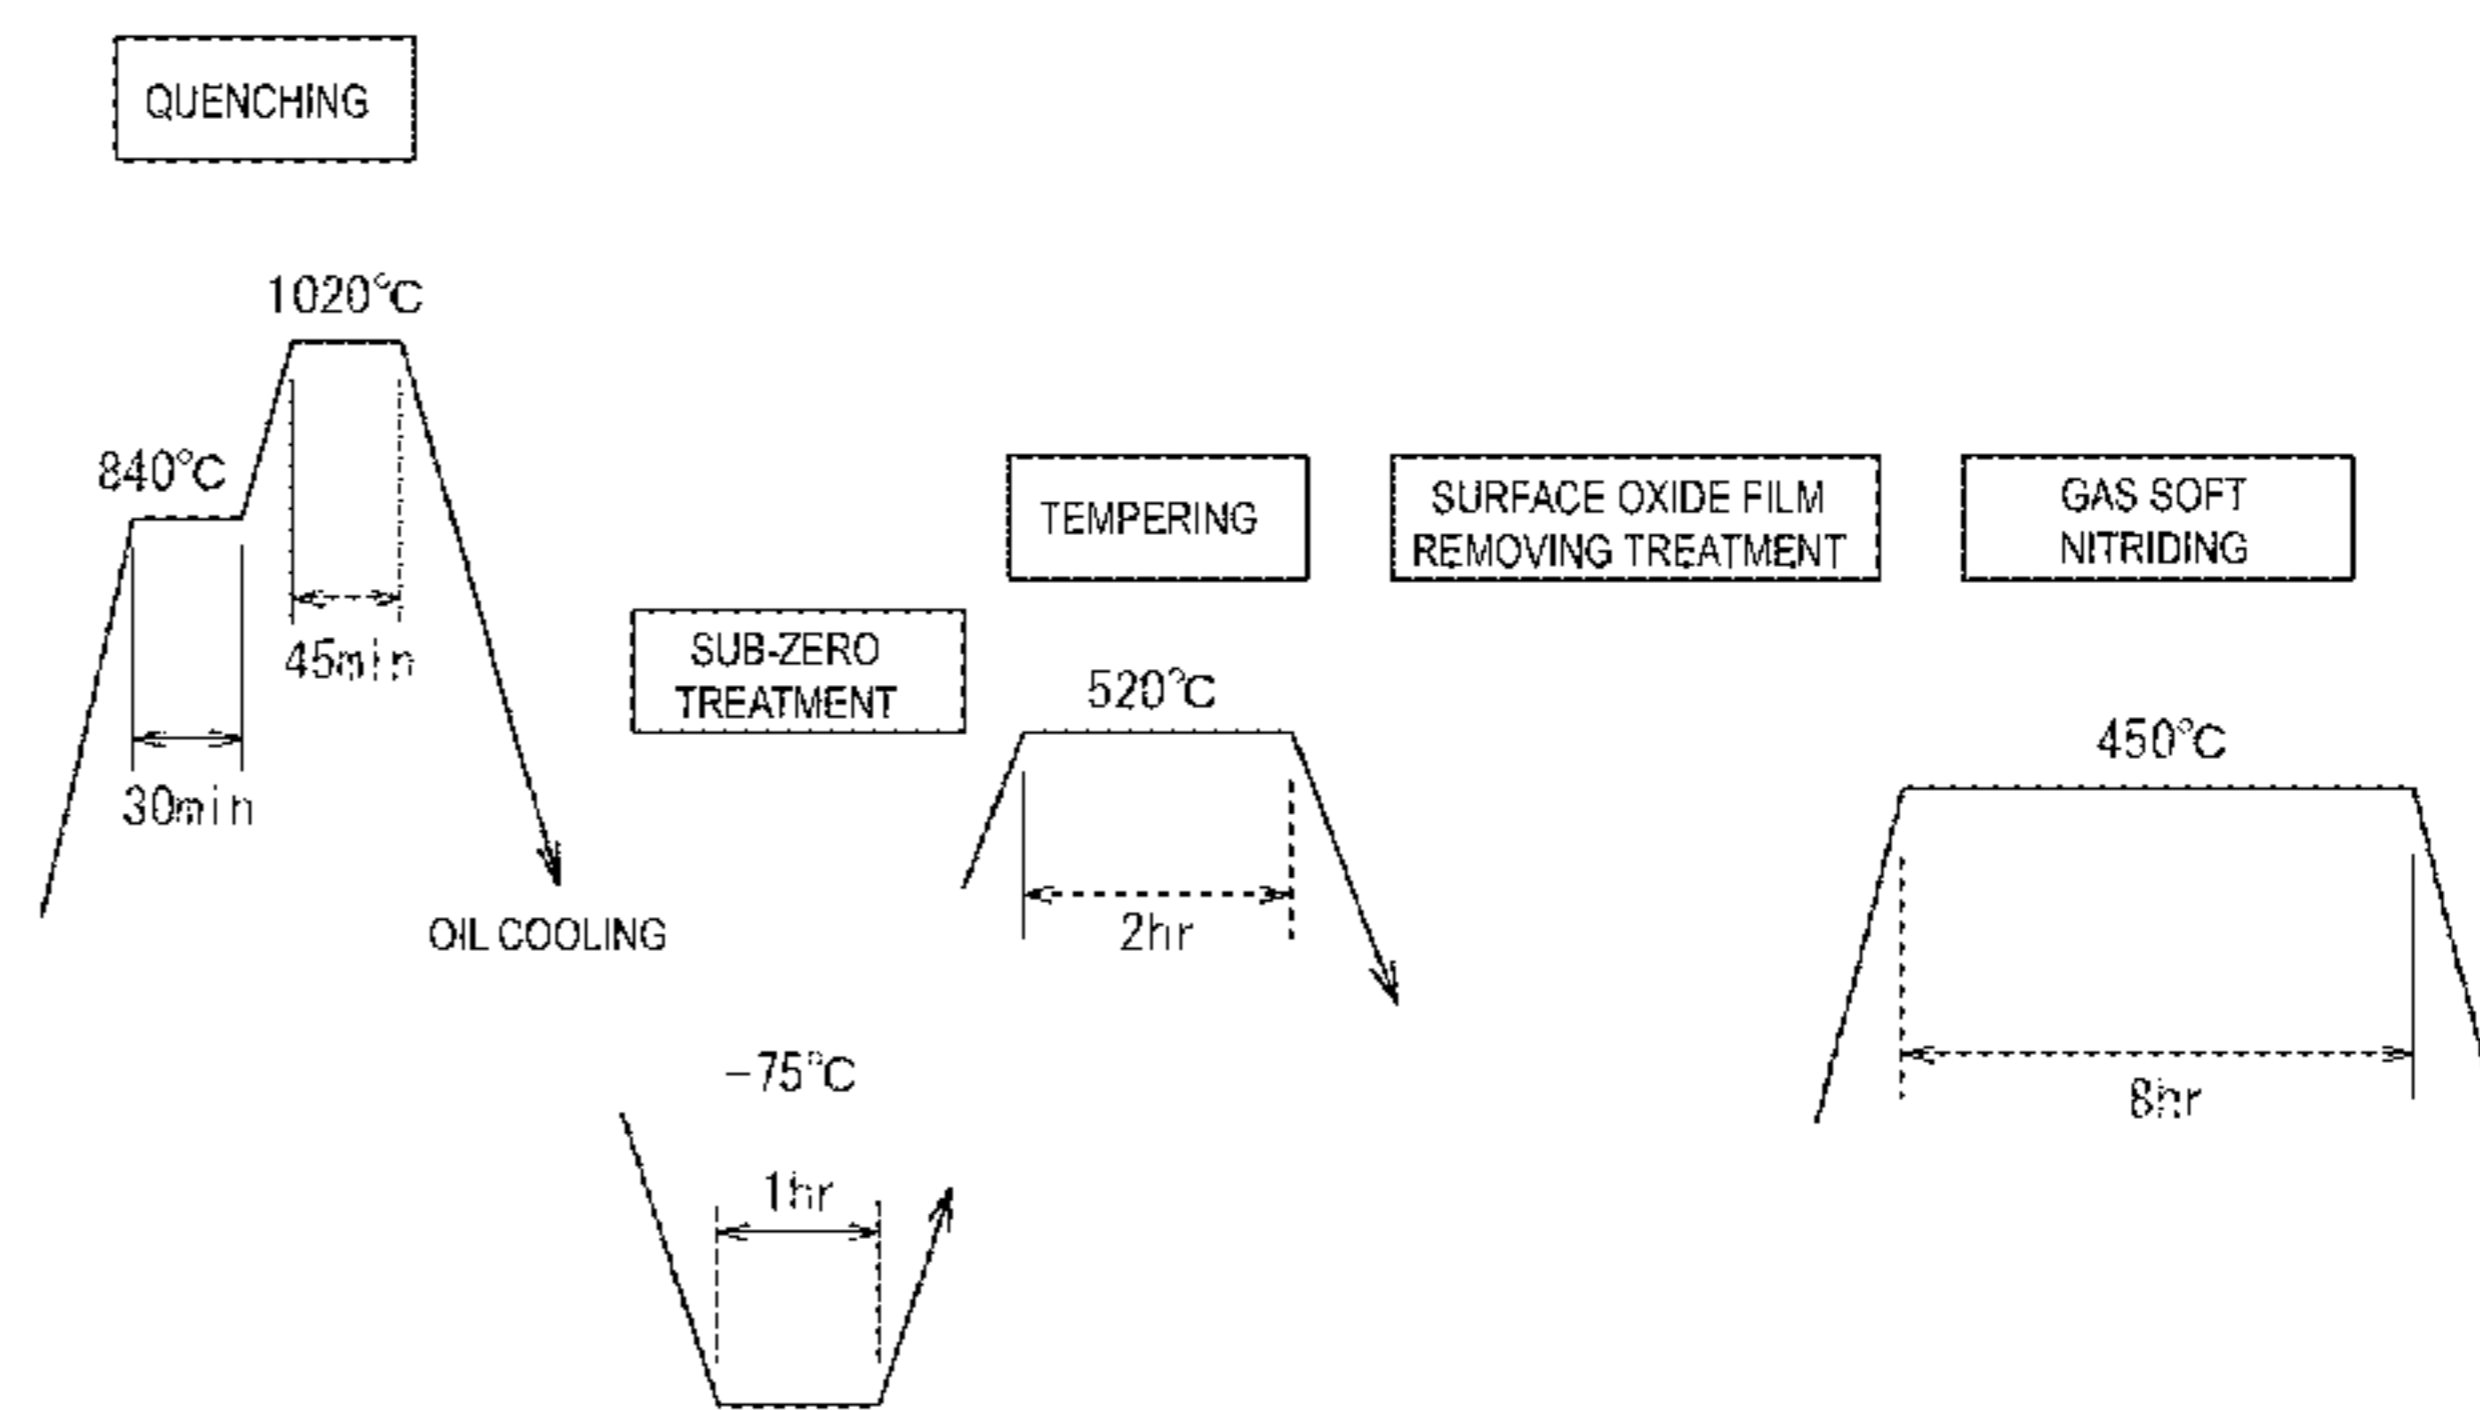 QUENCHING
1020°C
840°C
45min
30min
OIL COOLING
SUB-ZERO
TREATMENT
-75°C
1hr
TEMPERING
520°C
2hr
SURFACE OXIDE FILM
REMOVING TREATMENT
GAS SOFT
NITRIDING
450°C
8hr